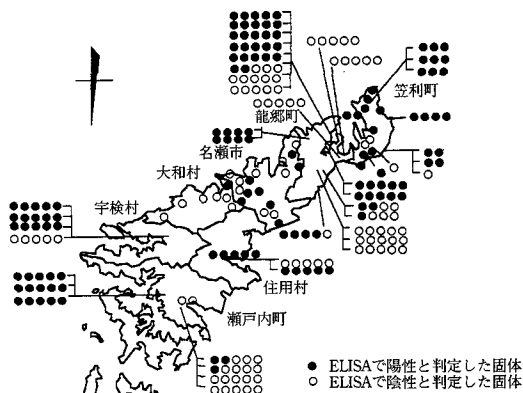 笠利町
龍郷町
名瀬市
大和村
宇検村
住用村
瀬戸内町
● ELISAで陽性と判定した固体
○ ELISAで陰性と判定した固体